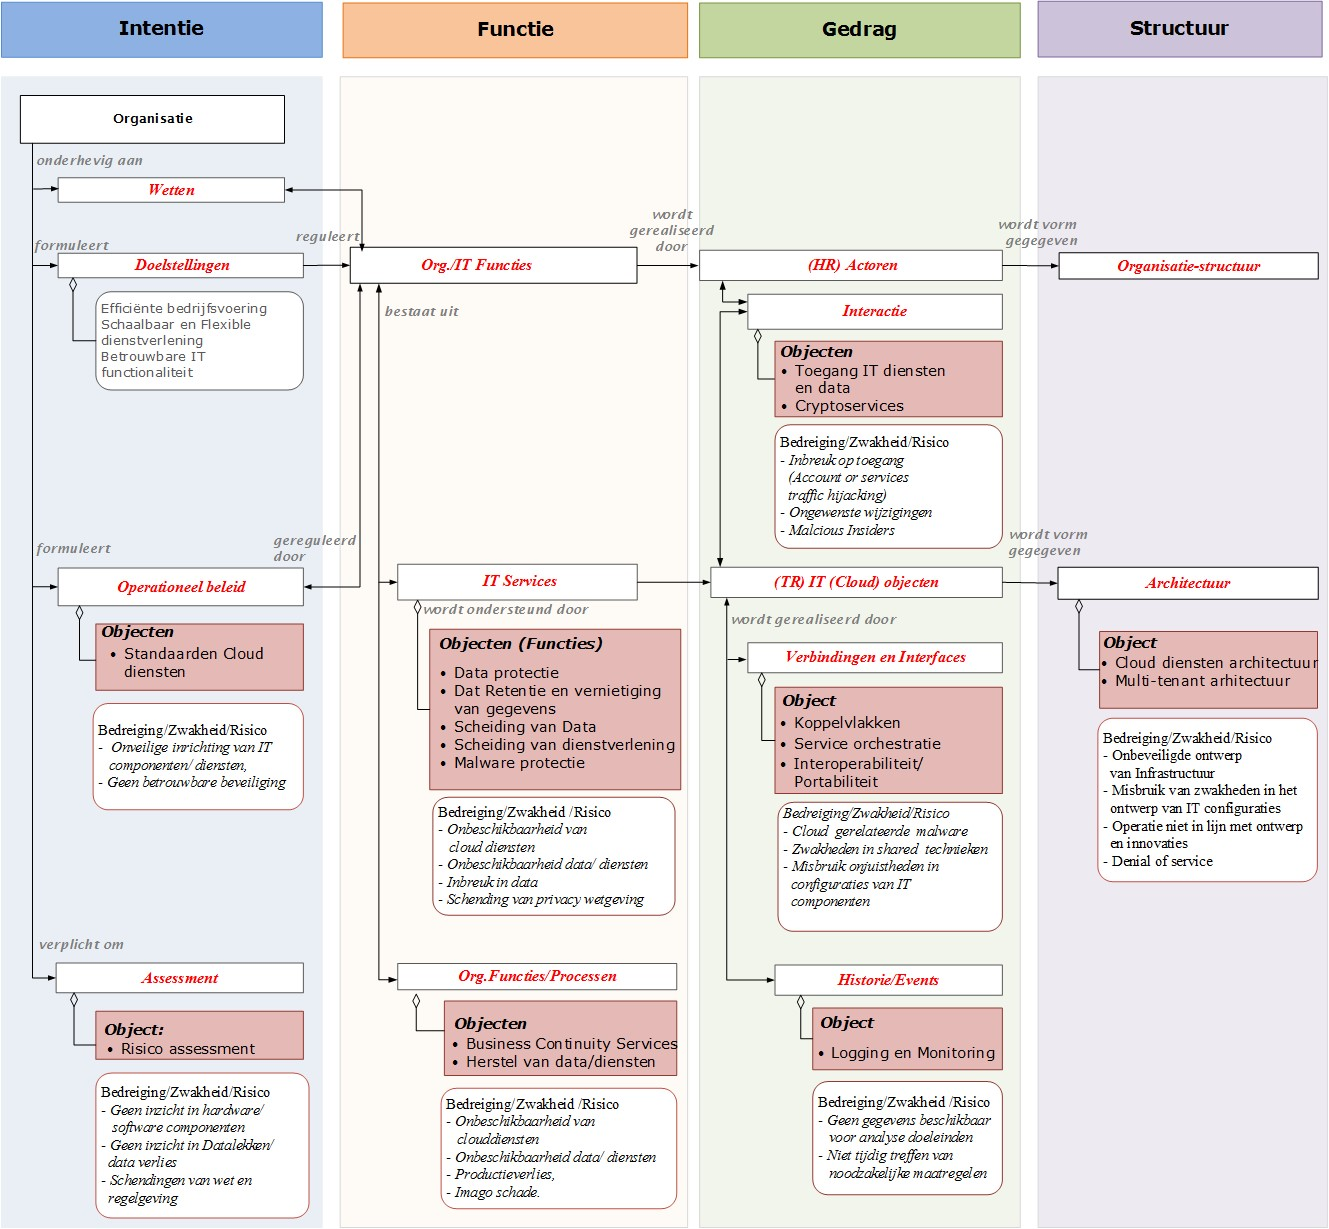 Intentie
Functie
Gedrag
Structuur
Organisatie
onderhevig aan
Wetten
formuleert
Doelstellingen
Efficiënte bedrijfsvoering
Schaalbaar en Flexible
dienstverlening
Betrouwbare IT
functionaliteit
formuleert
Operationeel beleid
Objecten
• Standaarden Cloud
diensten
Bedreiging/Zwakheid/Risico
- Onveilige inrichting van IT
componenten/ diensten,
- Geen betrouwbare beveiliging
verplicht om
Assessment
Object:
• Risico assessment
Bedreiging/Zwakheid/Risico
- Geen inzicht in hardware/
software componenten
- Geen inzicht in Datalekken/
data verlies
- Schendingen van wet en
regelgeving
reguleert
Org./IT Functies
bestaat uit
gereguleerd
door
IT Services
wordt ondersteund door
Objecten (Functies)
• Data protectie
• Dat Retentie en vernietiging
van gegevens
• Scheiding van Data
• Scheiding van dienstverlening
• Malware protectie
Bedreiging/Zwakheid /Risico
- Onbeschikbaarheid van
cloud diensten
- Onbeschikbaarheid data/ diensten
- Inbreuk in data
- Schending van privacy wetgeving
Org.Functies/Processen
Objecten
• Business Continuity Services
• Herstel van data/diensten
Bedreiging/Zwakheid /Risico
- Onbeschikbaarheid van
clouddiensten
- Onbeschikbaarheid data/ diensten
- Productieverlies,
- Imago schade.
wordt
gerealiseerd
door
(HR) Actoren
Interactie
Objecten
• Toegang IT diensten
en data
• Cryptoservices
Bedreiging/Zwakheid/Risico
- Inbreuk op toegang
(Account or services
traffic hijacking)
- Ongewenste wijzigingen
- Malcious Insiders
(TR) IT (Cloud) objecten
wordt gerealiseerd door
Verbindingen en Interfaces
Object
• Koppelvlakken
• Service orchestratie
• Interoperabiliteit/
Portabiliteit
Bedreiging/Zwakheid/Risico
- Cloud gerelateerde malware
- Zwakheden in shared technieken
- Misbruik onjuistheden in
configuraties van IT
componenten
Historie/Events
Object
• Logging en Monitoring
Bedreiging/Zwakheid /Risico
- Geen gegevens beschikbaar
voor analyse doeleinden
- Niet tijdig treffen van
noodzakelijke maatregelen
wordt vorm
gegegeven
Organisatie-structuur
wordt vorm
gegegeven
Architectuur
Object
• Cloud diensten architectuur
• Multi-tenant arhitectuur
Bedreiging/Zwakheid/Risico
- Onbeveiligde ontwerp
van Infrastructuur
- Misbruik van zwakheden in het
ontwerp van IT configuraties
- Operatie niet in lijn met ontwerp
en innovaties
- Denial of service